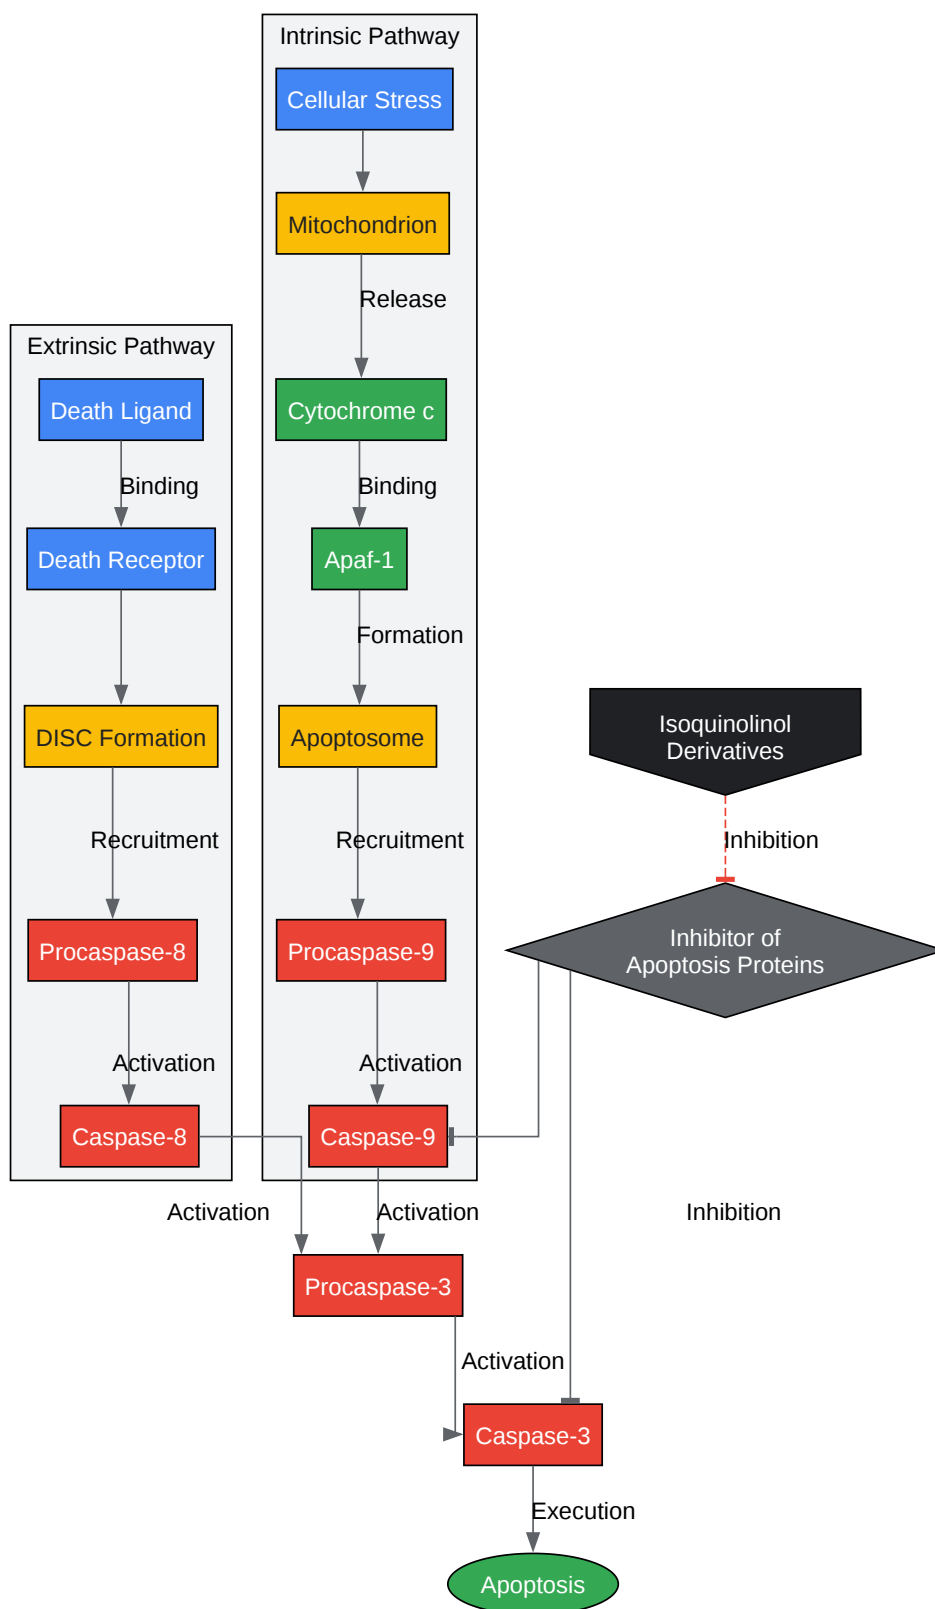 Intrinsic Pathway
Cellular Stress
Mitochondrion
Release
Extrinsic Pathway
Death Ligand
Cytochrome c
Binding
Binding
Death Receptor
Apaf-1
Formation
DISC Formation
Apoptosome
Isoquinolinol
Derivatives
Recruitment
Recruitment
Inhibition
Procaspase-8
Procaspase-9
Inhibitor of
Apoptosis Proteins
Activation
Activation
Caspase-8
Caspase-9
Activation
Activation
Inhibition
Procaspase-3
Activation
Caspase-3
Execution
Apoptosis